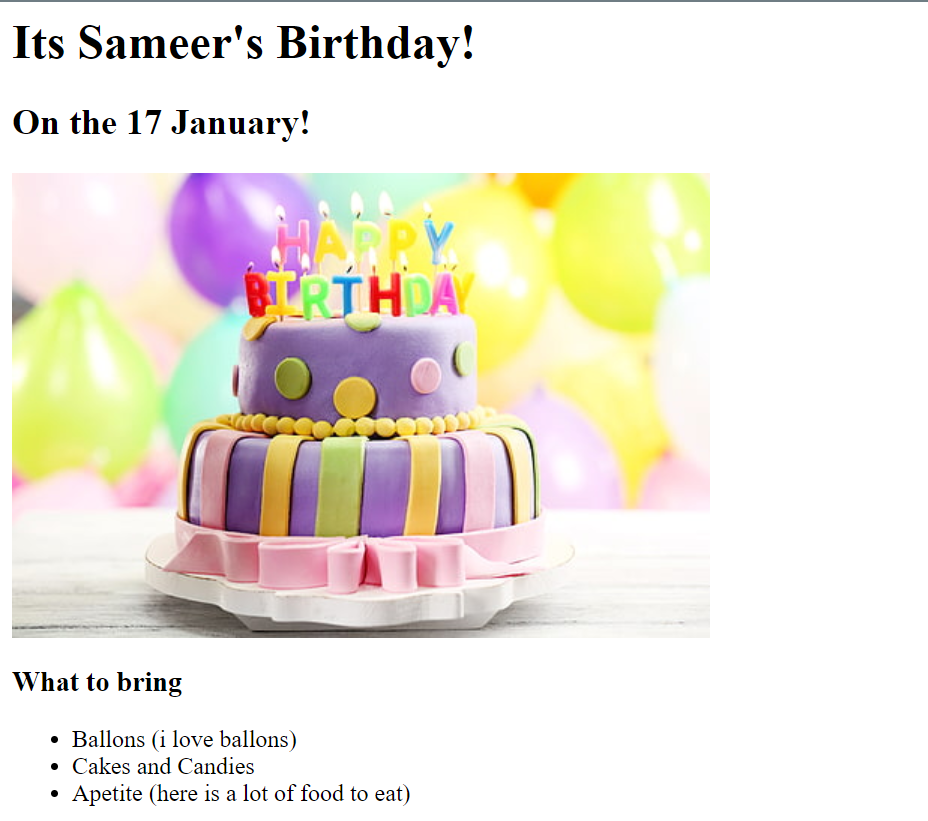 Its Sameer's Birthday!
On the 17 January!
HAPPY
BIRTHDAY
What to bring
Ballons (i love ballons)
Cakes and Candies
Apetite (here is a lot of food to eat)